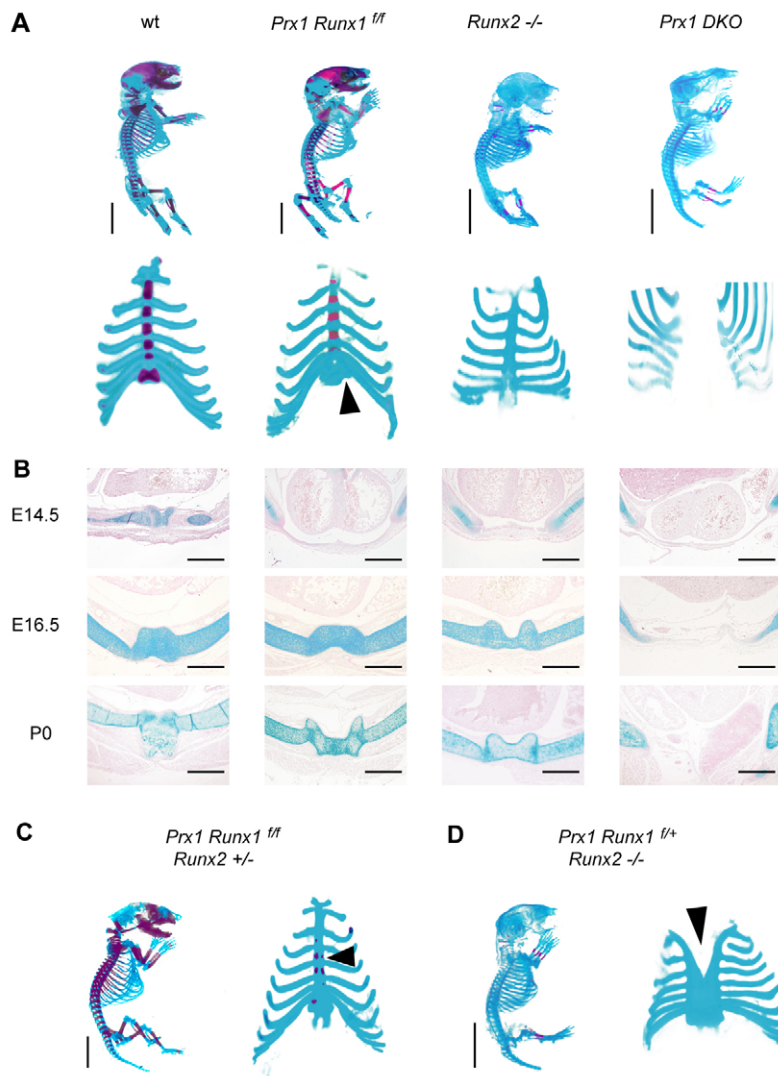 A
wt
Prx1 Runx1 f/f
Runx2 -/-
Prx1 DKO
B
E14.5
E16.5
P0
C
Prx1 Runx1 f/f
Runx2 +/-
D
Prx1 Runx1 f/+
Runx2 -/-